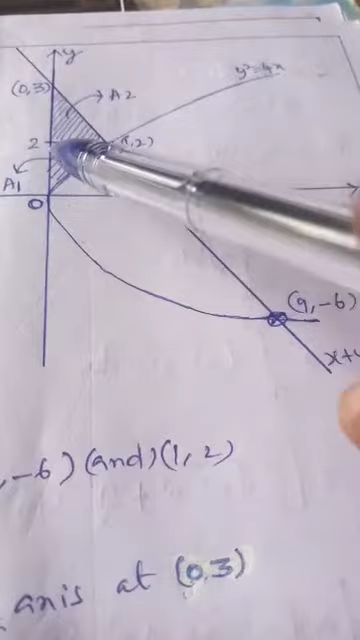 y
(0,3)
A2
y²=4x
2
(1,2)
A1
O
(9,-6)
x+y
,-6) (and) (1, 2)
axis at (0,3)